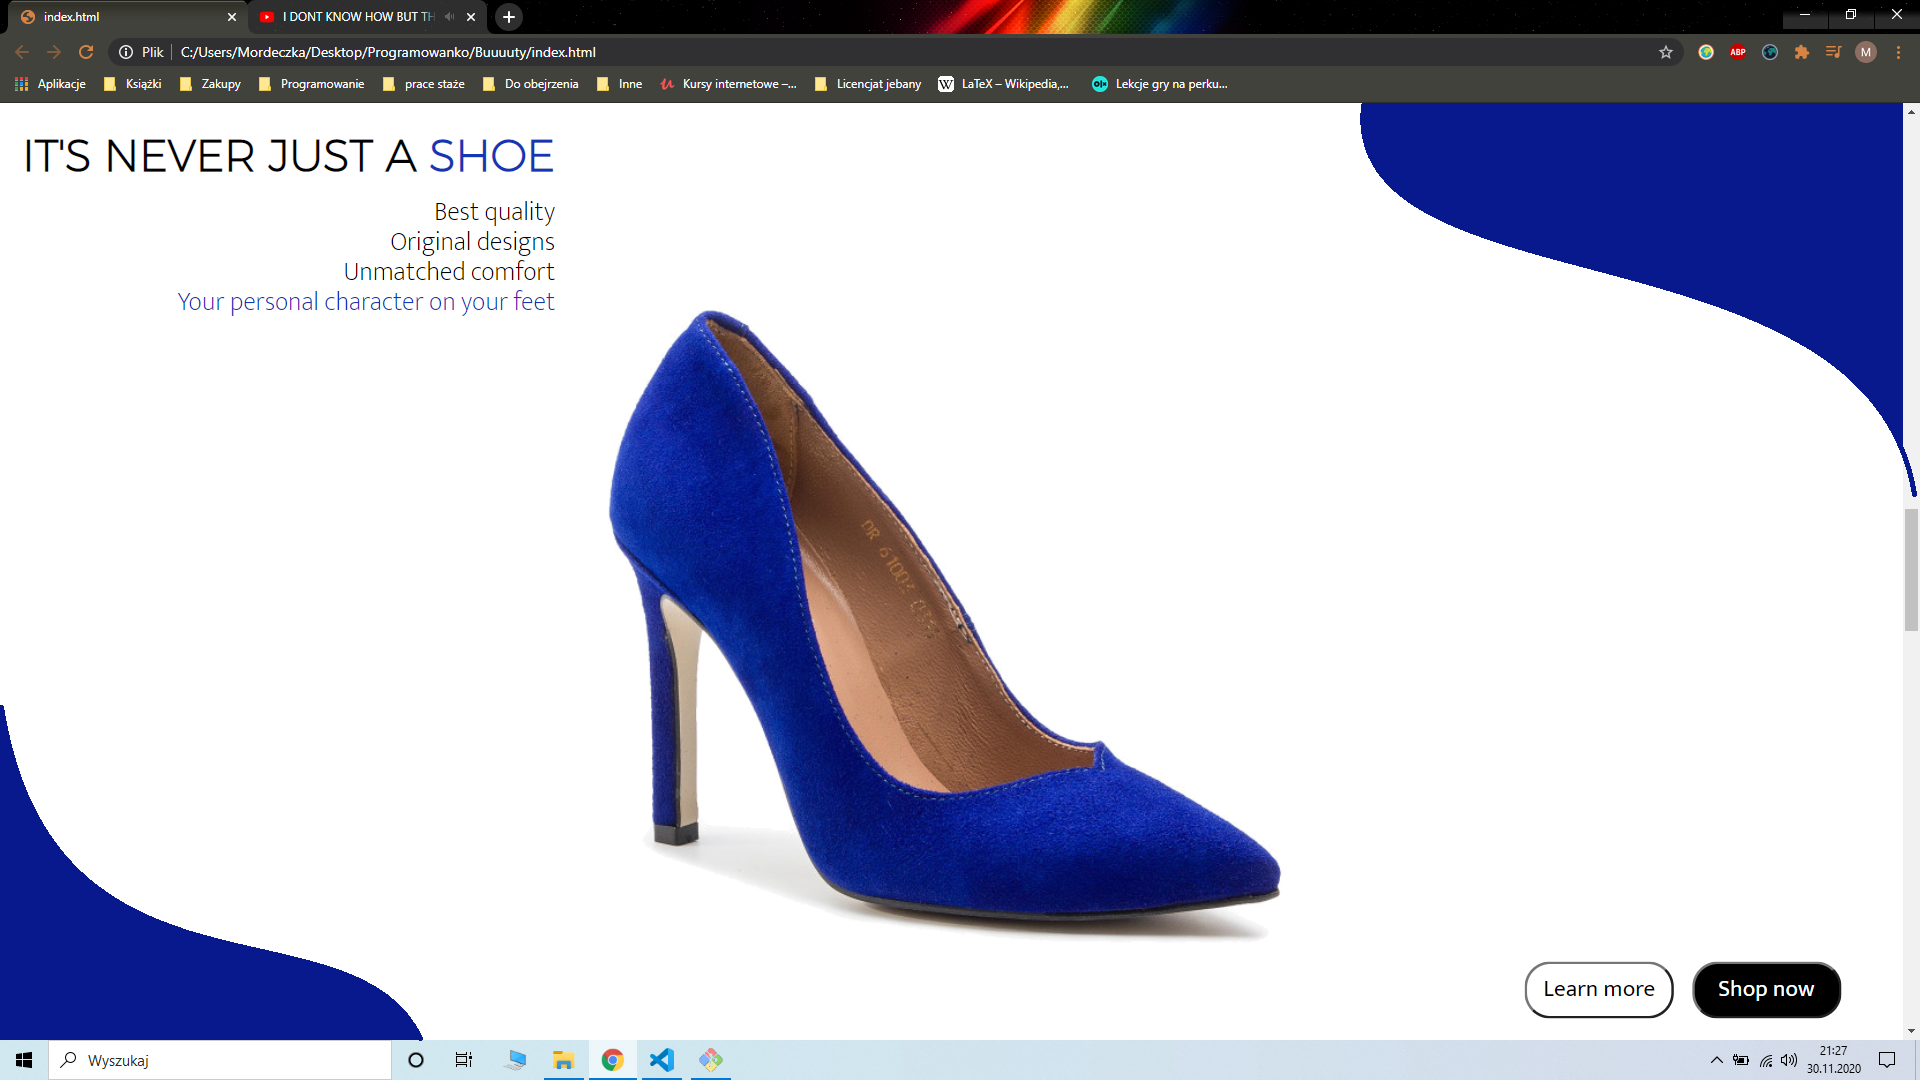 index.html
I DONT KNOW HOW BUT TH
Plik
C:/Users/Mordeczka/Desktop/Programowanko/Buuuuty/index.html
ABP
M
Aplikacje
Książki
Zakupy
Programowanie
prace staże
Do obejrzenia
Inne
Kursy internetowe –...
Licencjat jebany
W
LaTeX – Wikipedia,...
Lekcje gry na perku...
IT'S NEVER JUST A SHOE
Best quality
Original designs
Unmatched comfort
Your personal character on your feet
Learn more
Shop now
Wyszukaj
21:27
30.11.2020